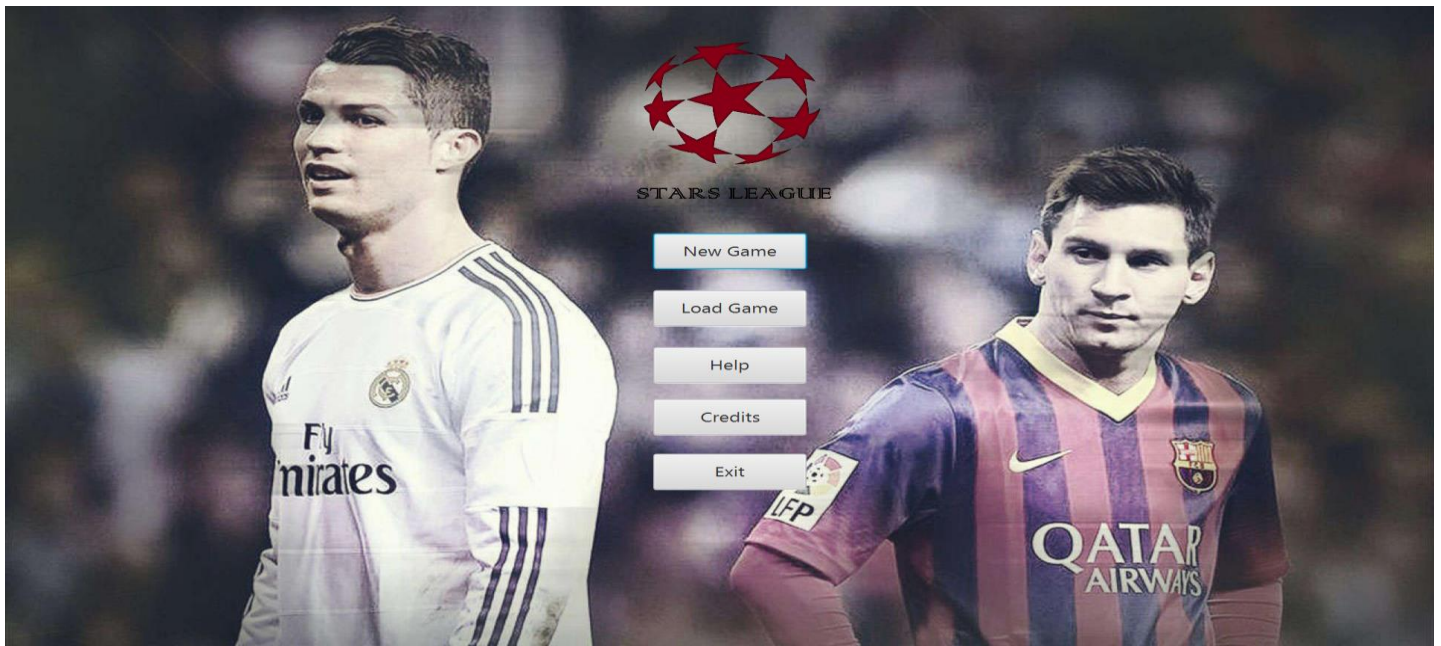 STARS LEAGUE
New Game
Load Game
Help
Credits
Exit
Fly
Emirates
LFP
QATAR
AIRWAYS